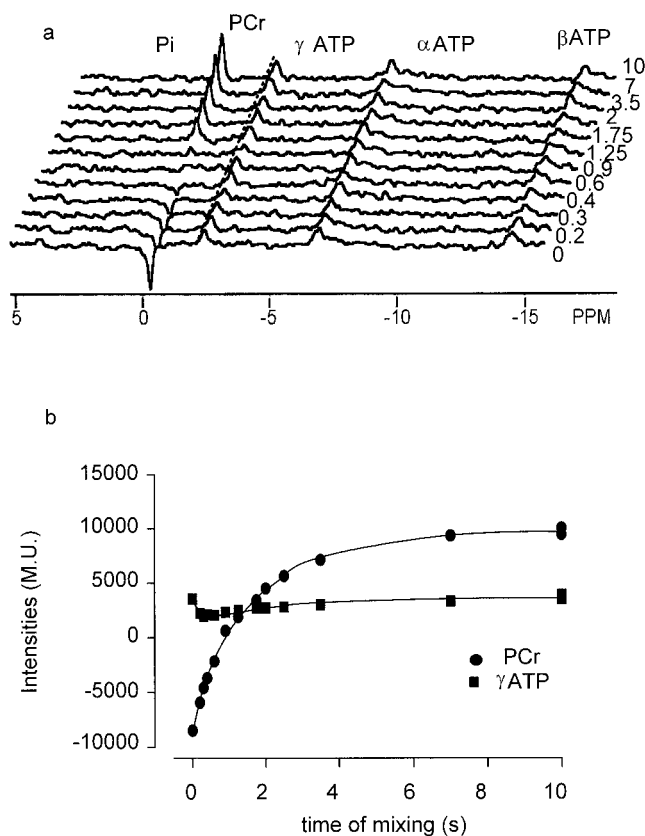 a
PCr
Pi
γ ATP
αATP
βATP
10
7
3.5
2
1.75
1.25
0.9
0.6
0.4
0.3
0.2
0
5
0
-5
-10
-15
PPM
b
15000
10000
5000
0
-5000
-10000
Intensities (M.U.)
PCr
γATP
0
2
4
6
8
10
time of mixing (s)